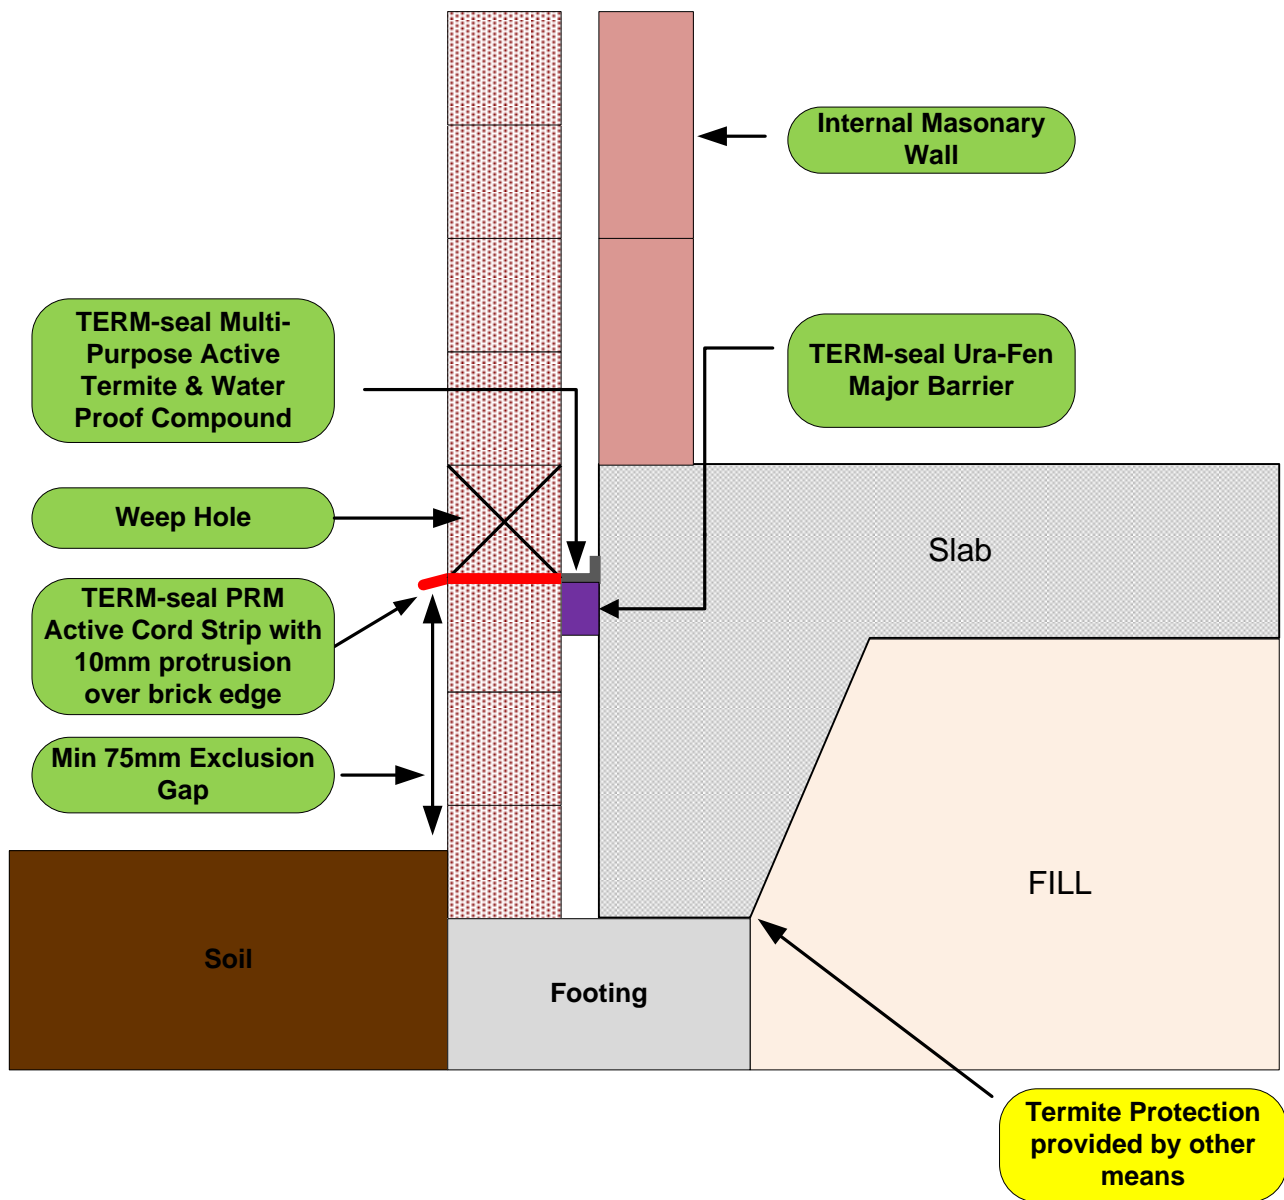 Internal Masonary
Wall
TERM-seal Multi-
Purpose Active
Termite & Water
Proof Compound
TERM-seal Ura-Fen
Major Barrier
Weep Hole
Slab
TERM-seal PRM
Active Cord Strip with
10mm protrusion
over brick edge
Min 75mm Exclusion
Gap
FILL
Soil
Footing
Termite Protection
provided by other
means